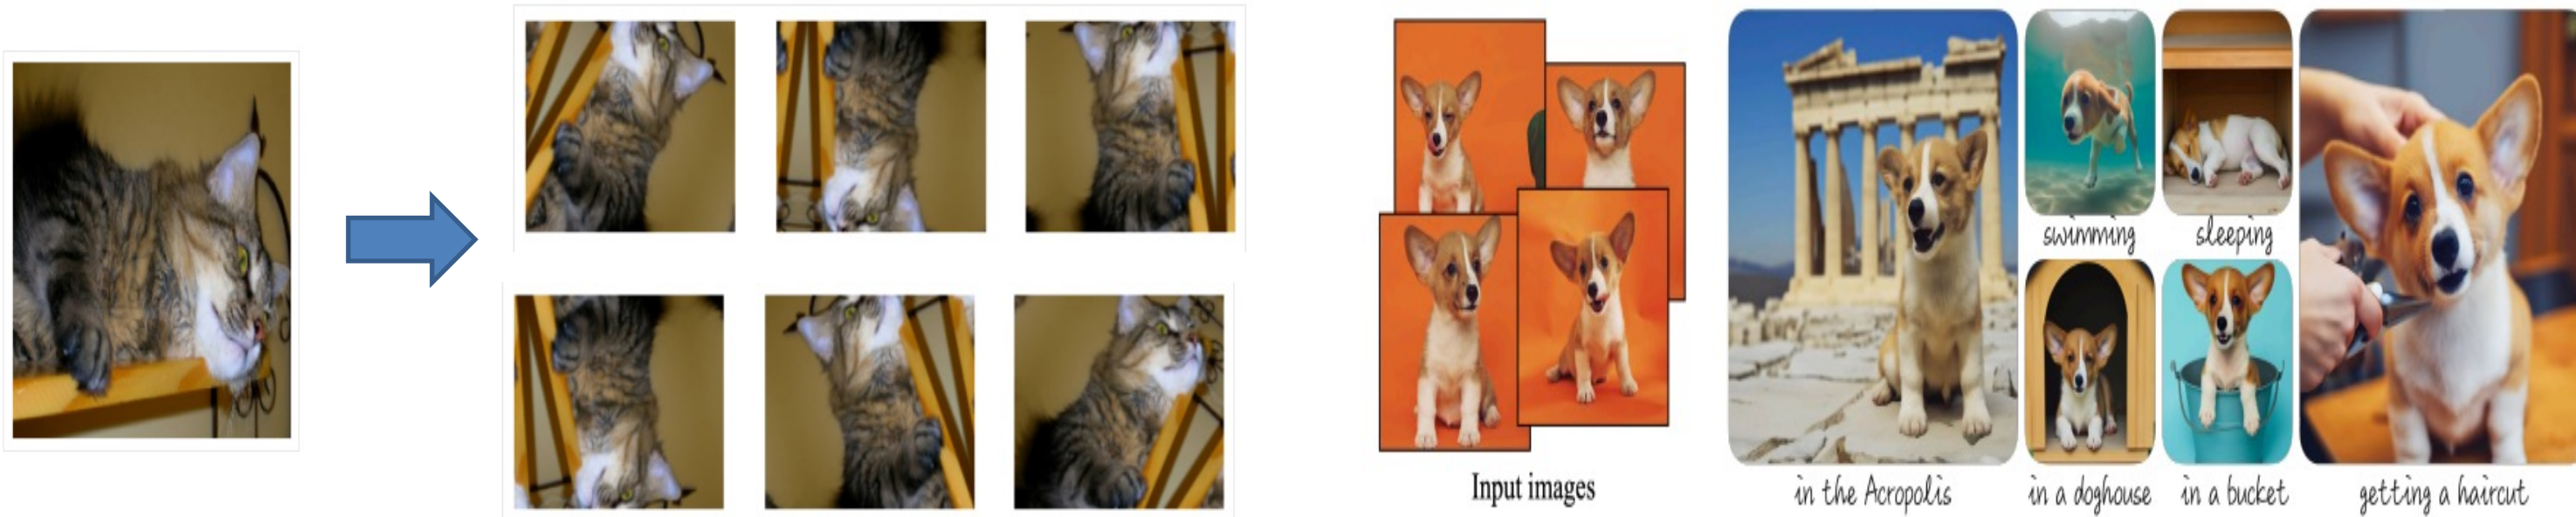 swimming
sleeping
Input images
in the Acropolis
in a doghouse
in a bucket
getting a haircut